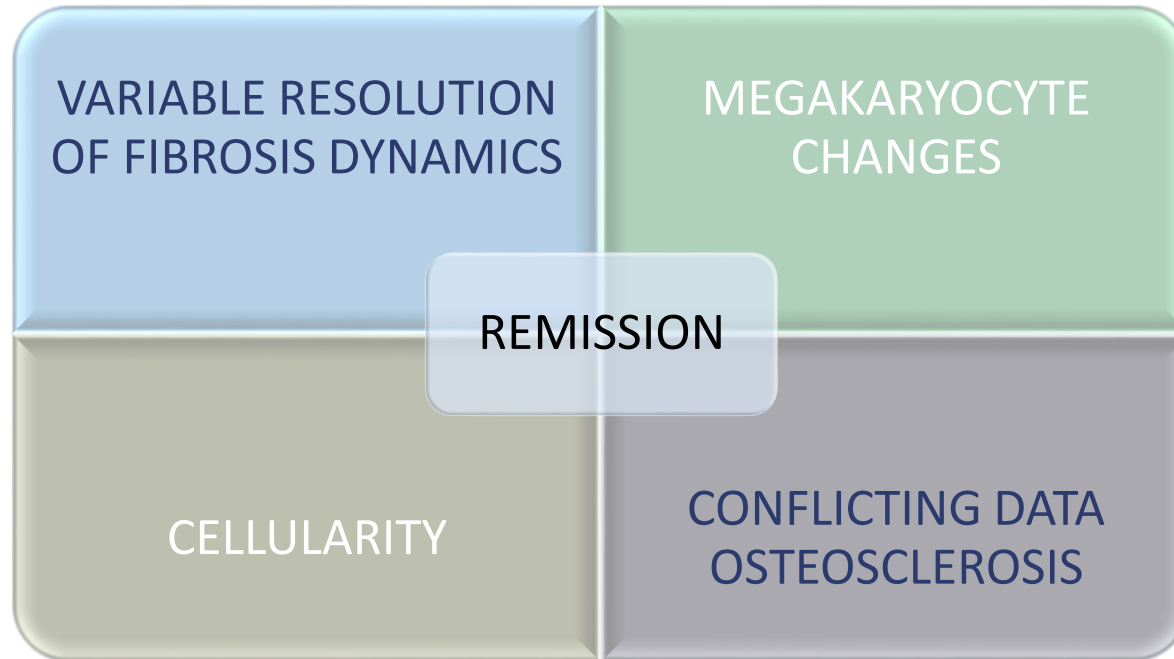 VARIABLE RESOLUTION
OF FIBROSIS DYNAMICS
MEGAKARYOCYTE
CHANGES
REMISSION
CELLULARITY
CONFLICTING DATA
OSTEOSCLEROSIS